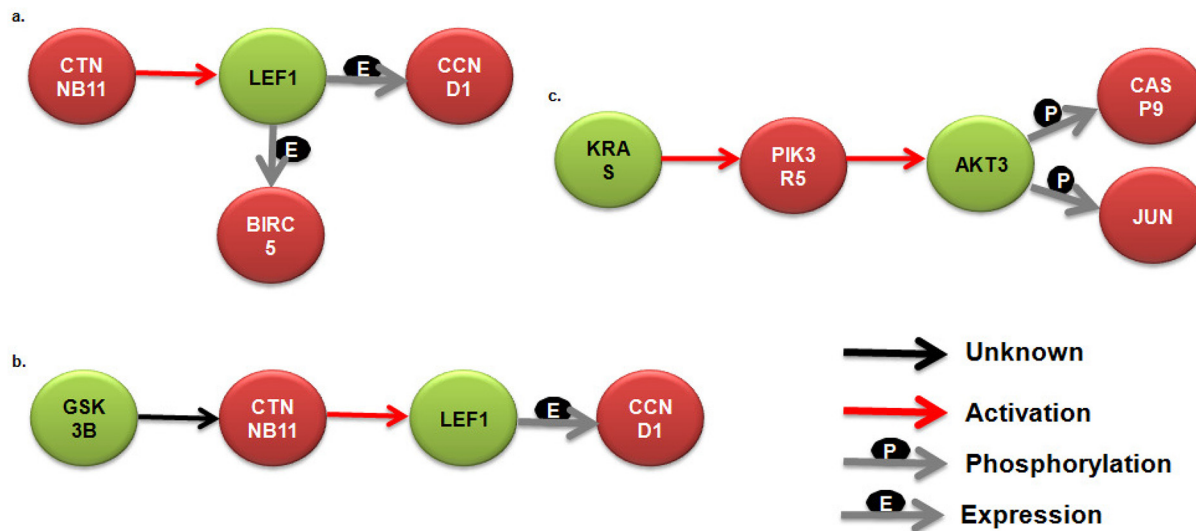 a.
CTN
NB11
LEF1
E
CCN
D1
E
BIRC
5
c.
KRA
S
PIK3
R5
AKT3
P
CAS
P9
P
JUN
b.
GSK
3B
CTN
NB11
LEF1
E
CCN
D1
Unknown
Activation
P
Phosphorylation
E
Expression